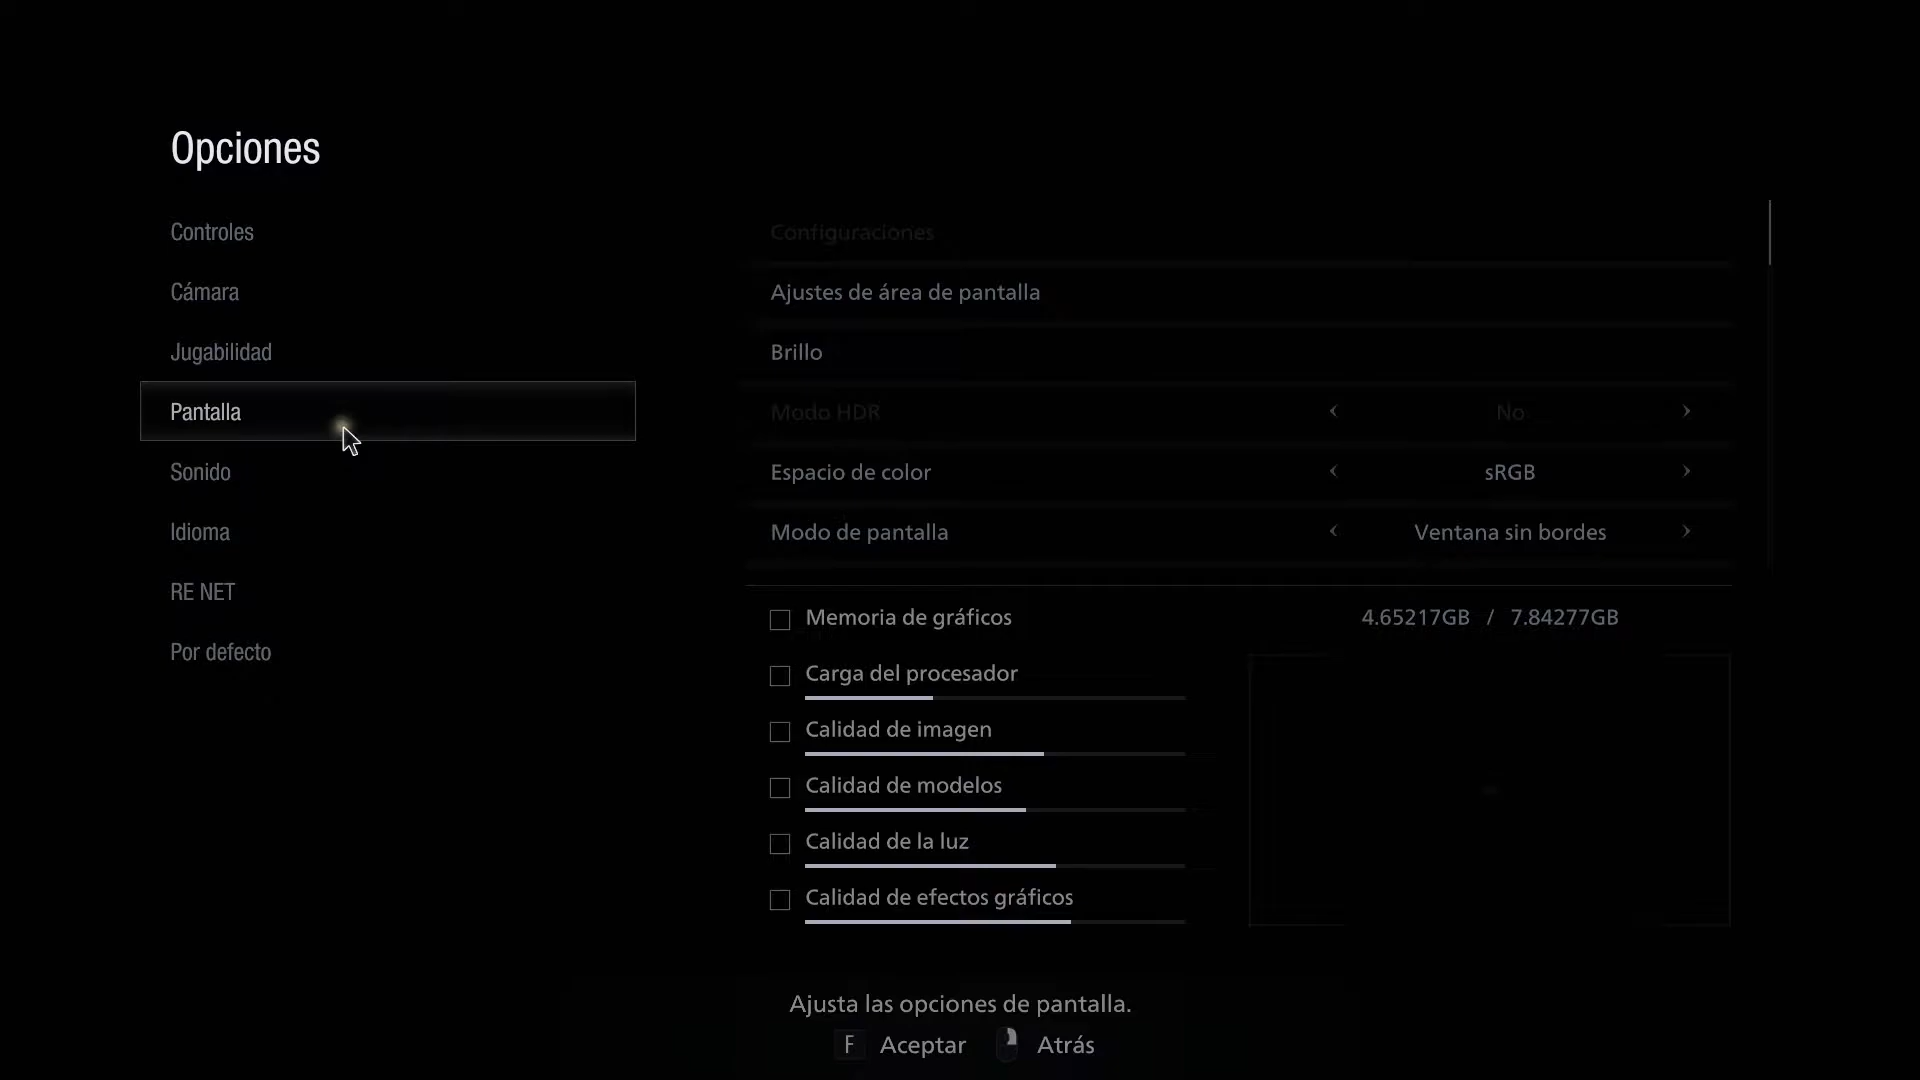 Opciones
Controles
Cámara
Jugabilidad
Pantalla
Sonido
Idioma
RE NET
Por defecto
Configuraciones
Ajustes de área de pantalla
Brillo
Modo HDR No
Espacio de color sRGB
Modo de pantalla Ventana sin bordes
Memoria de gráficos 4.65217GB / 7.84277GB
Carga del procesador
Calidad de imagen
Calidad de modelos
Calidad de la luz
Calidad de efectos gráficos
Ajusta las opciones de pantalla.
F Aceptar Atrás